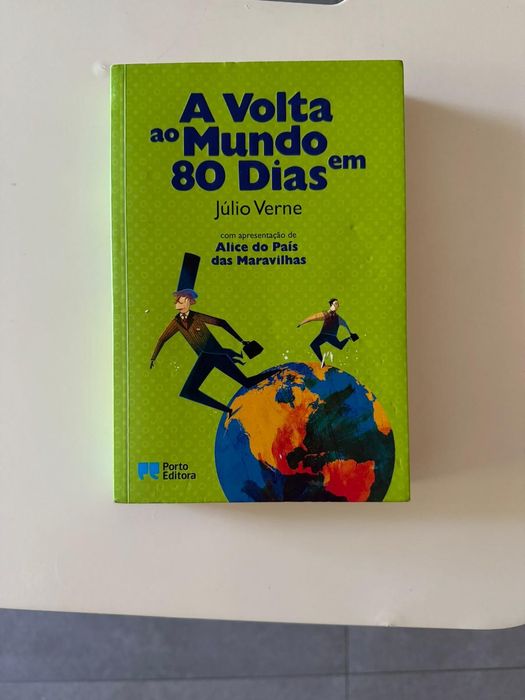 A Volta
ao Mundo
em
80 Dias
Júlio Verne
com apresentação de
Alice do País
das Maravilhas
Porto
Editora